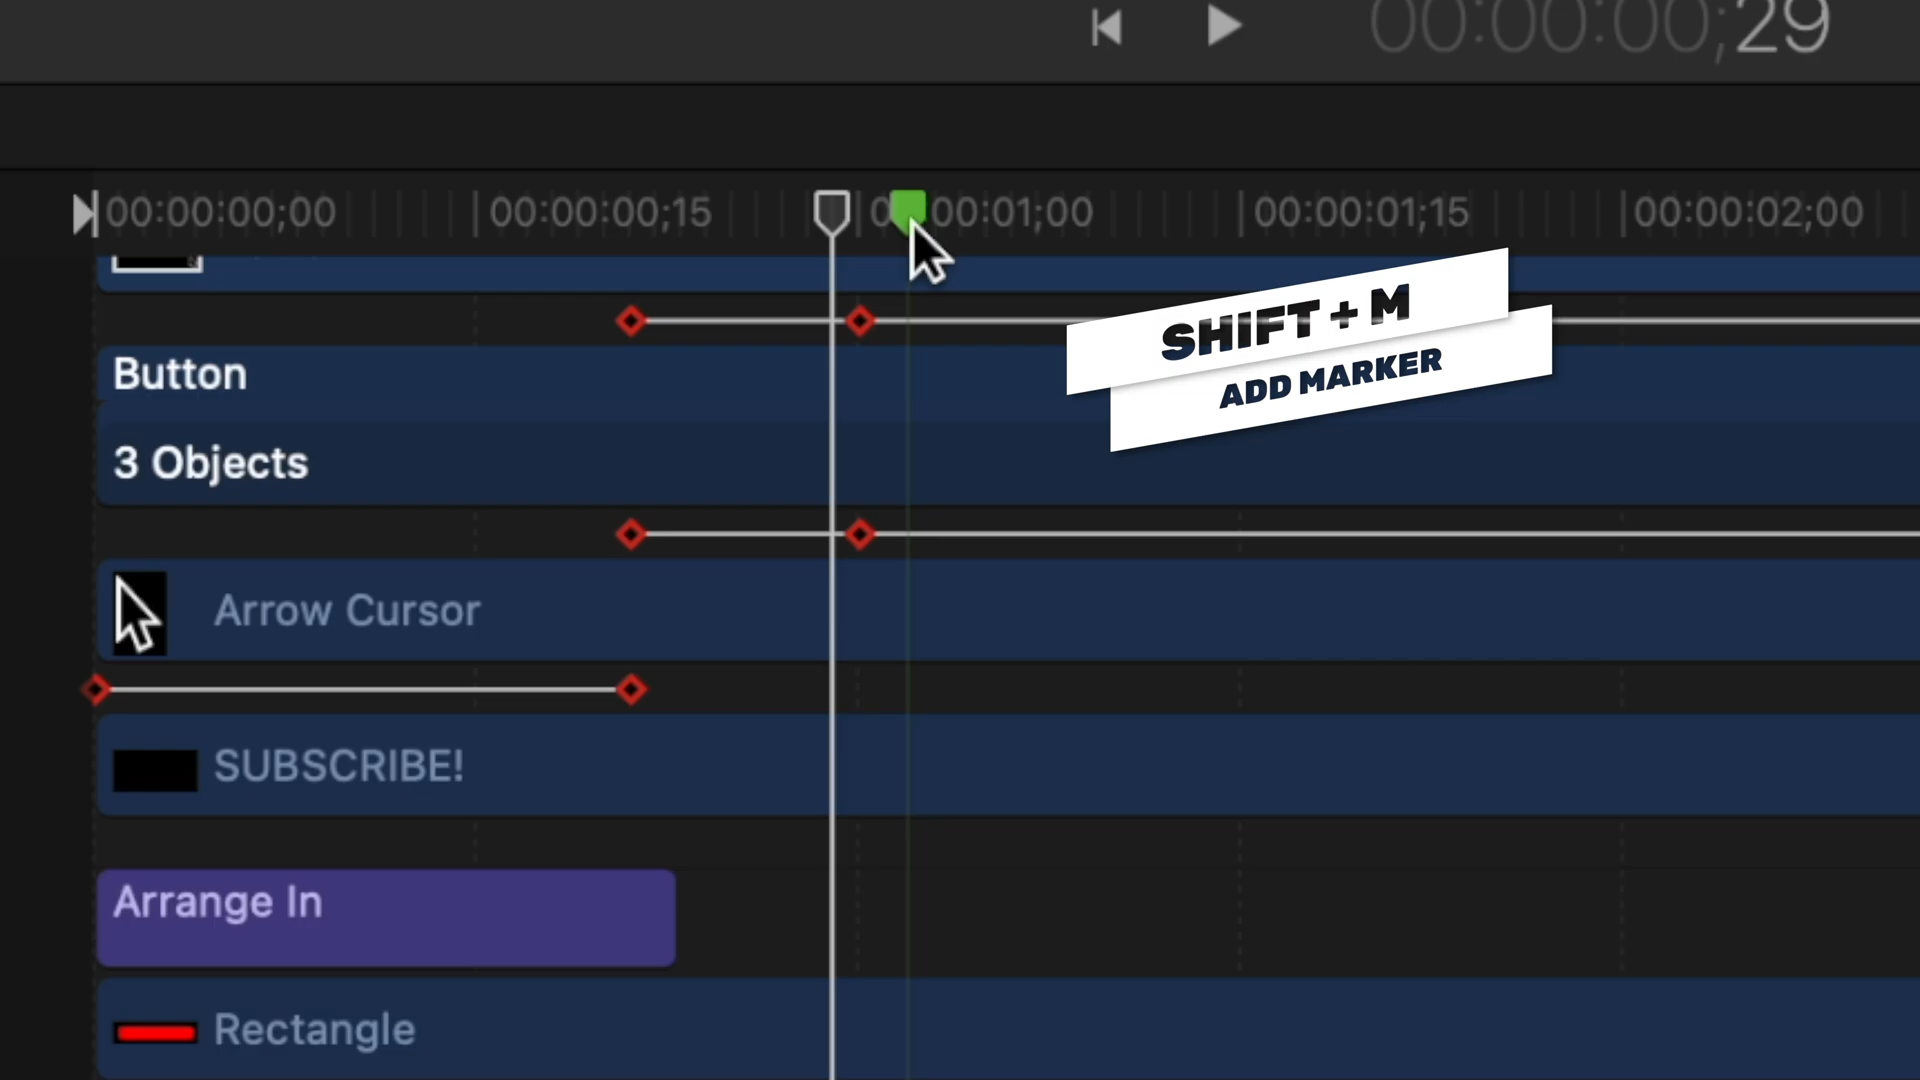 00:00:00;29
00:00:00;00 00:00:00;15 00:00:01;00 00:00:01;15 00:00:02;00
SHIFT + M
ADD MARKER
Button
3 Objects
Arrow Cursor
SUBSCRIBE!
Arrange In
Rectangle